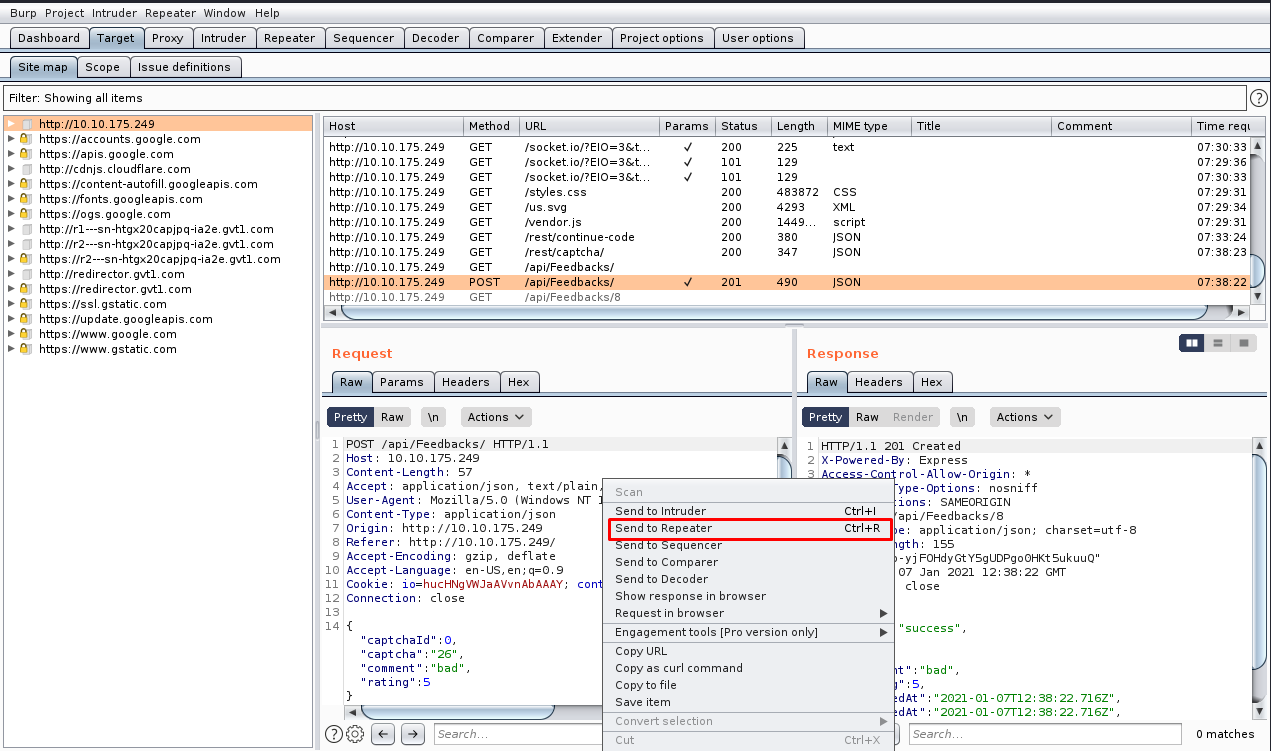 Burp Project Intruder Repeater Window Help
Dashboard Target Proxy Intruder Repeater Sequencer Decoder Comparer Extender Project options User options
Site map Scope Issue definitions
Filter: Showing all items ?
http://10.10.175.249
https://accounts.google.com
https://apis.google.com
http://cdnjs.cloudflare.com
https://content-autofill.googleapis.com
https://fonts.googleapis.com
https://ogs.google.com
http://r1---sn-htgx20capjpq-ia2e.gvt1.com
http://r2---sn-htgx20capjpq-ia2e.gvt1.com
https://r2---sn-htgx20capjpq-ia2e.gvt1.com
http://redirector.gvt1.com
https://redirector.gvt1.com
https://ssl.gstatic.com
https://update.googleapis.com
https://www.google.com
https://www.gstatic.com
Host Method URL Params Status Length MIME type Title Comment Time requ
http://10.10.175.249 GET /socket.io/?EIO=3&t... ✓ 200 225 text 07:30:33
http://10.10.175.249 GET /socket.io/?EIO=3&t... ✓ 101 129 07:29:36
http://10.10.175.249 GET /socket.io/?EIO=3&t... ✓ 101 129 07:30:33
http://10.10.175.249 GET /styles.css 200 483872 CSS 07:29:31
http://10.10.175.249 GET /us.svg 200 4293 XML 07:29:34
http://10.10.175.249 GET /vendor.js 200 1449... script 07:29:31
http://10.10.175.249 GET /rest/continue-code 200 380 JSON 07:33:24
http://10.10.175.249 GET /rest/captcha/ 200 347 JSON 07:38:23
http://10.10.175.249 GET /api/Feedbacks/
http://10.10.175.249 POST /api/Feedbacks/ ✓ 201 490 JSON 07:38:22
http://10.10.175.249 GET /api/Feedbacks/8
Request
Raw Params Headers Hex
Pretty Raw \n Actions
1 POST /api/Feedbacks/ HTTP/1.1
2 Host: 10.10.175.249
3 Content-Length: 57
4 Accept: application/json, text/plain,
5 User-Agent: Mozilla/5.0 (Windows NT 1
6 Content-Type: application/json
7 Origin: http://10.10.175.249
8 Referer: http://10.10.175.249/
9 Accept-Encoding: gzip, deflate
10 Accept-Language: en-US,en;q=0.9
11 Cookie: io=hucHNgVWJaAVvnAbAAAY; cont
12 Connection: close
13
14 {
"captchaId":0,
"captcha":"26",
"comment":"bad",
"rating":5
}
? Search...
Scan
Send to Intruder Ctrl+I
Send to Repeater Ctrl+R
Send to Sequencer
Send to Comparer
Send to Decoder
Show response in browser
Request in browser
Engagement tools [Pro version only]
Copy URL
Copy as curl command
Copy to file
Save item
Convert selection
Cut Ctrl+X
Response
Raw Headers Hex
Pretty Raw Render \n Actions
1 HTTP/1.1 201 Created
2 X-Powered-By: Express
3 Access-Control-Allow-Origin: *
ype-Options: nosniff
ptions: SAMEORIGIN
/api/Feedbacks/8
pe: application/json; charset=utf-8
ngth: 155
-yjFOHdyGtY5gUDPgo0HKt5ukuuQ"
07 Jan 2021 12:38:22 GMT
close
"success",
t":"bad",
g":5,
edAt":"2021-01-07T12:38:22.716Z",
edAt":"2021-01-07T12:38:22.716Z",
Search... 0 matches